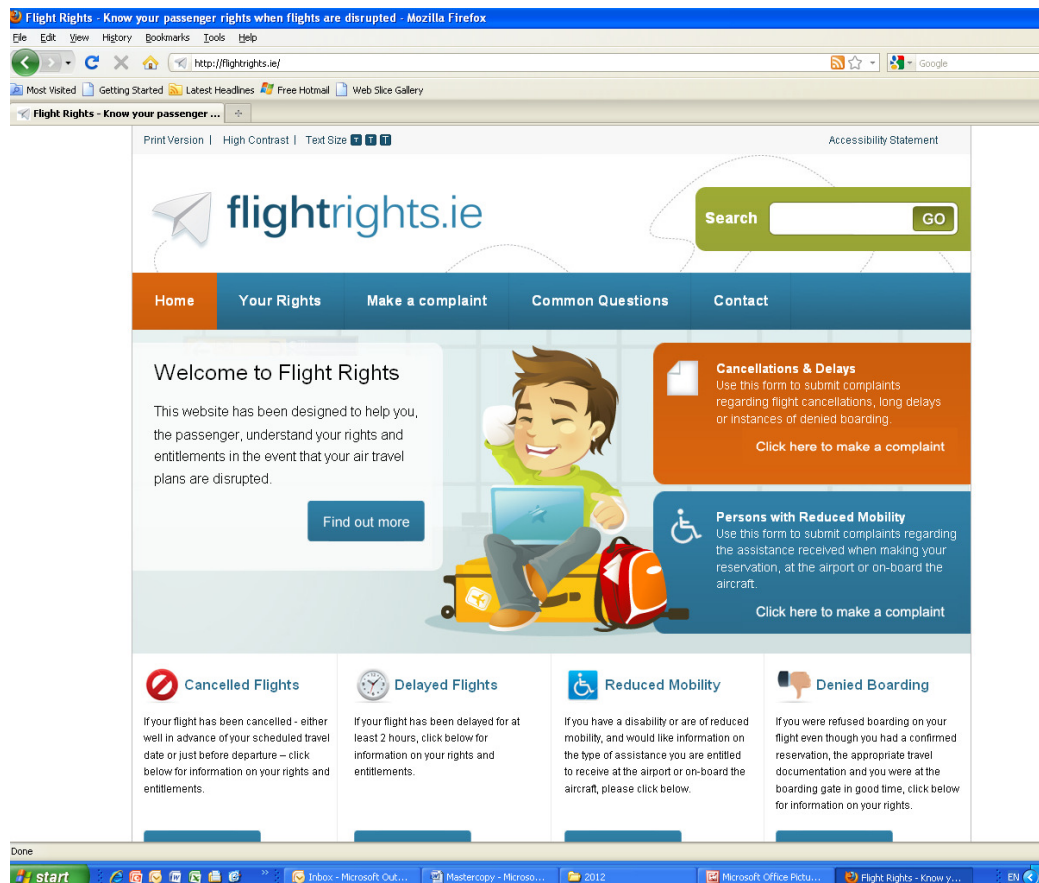 Flight Rights - Know your passenger rights when flights are disrupted - Mozilla Firefox
File Edit View History Bookmarks Tools Help
http://flightrights.ie/
Google
Most Visited Getting Started Latest Headlines Free Hotmail Web Slice Gallery
Flight Rights - Know your passenger ...
Print Version | High Contrast | Text Size T T T
Accessibility Statement
flightrights.ie
Search GO
Home Your Rights Make a complaint Common Questions Contact
Welcome to Flight Rights
This website has been designed to help you,
the passenger, understand your rights and
entitlements in the event that your air travel
plans are disrupted.
Find out more
Cancellations & Delays
Use this form to submit complaints
regarding flight cancellations, long delays
or instances of denied boarding.
Click here to make a complaint
Persons with Reduced Mobility
Use this form to submit complaints regarding
the assistance received when making your
reservation, at the airport or on-board the
aircraft.
Click here to make a complaint
Cancelled Flights
If your flight has been cancelled - either
well in advance of your scheduled travel
date or just before departure – click
below for information on your rights and
entitlements.
Delayed Flights
If your flight has been delayed for at
least 2 hours, click below for
information on your rights and
entitlements.
Reduced Mobility
If you have a disability or are of reduced
mobility, and would like information on
the type of assistance you are entitled
to receive at the airport or on-board the
aircraft, please click below.
Denied Boarding
If you were refused boarding on your
flight even though you had a confirmed
reservation, the appropriate travel
documentation and you were at the
boarding gate in good time, click below
for information on your rights.
Done
start Inbox - Microsoft Out... Mastercopy - Microso... 2012 Microsoft Office Pictu... Flight Rights - Know y... EN